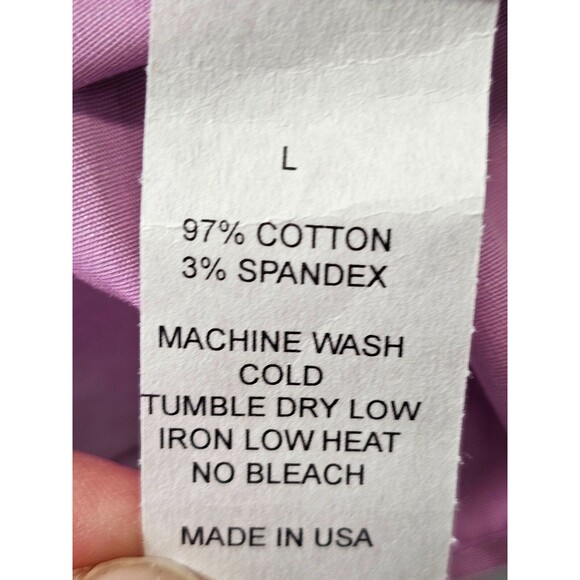 L
97% COTTON
3% SPANDEX
MACHINE WASH
COLD
TUMBLE DRY LOW
IRON LOW HEAT
NO BLEACH
MADE IN USA